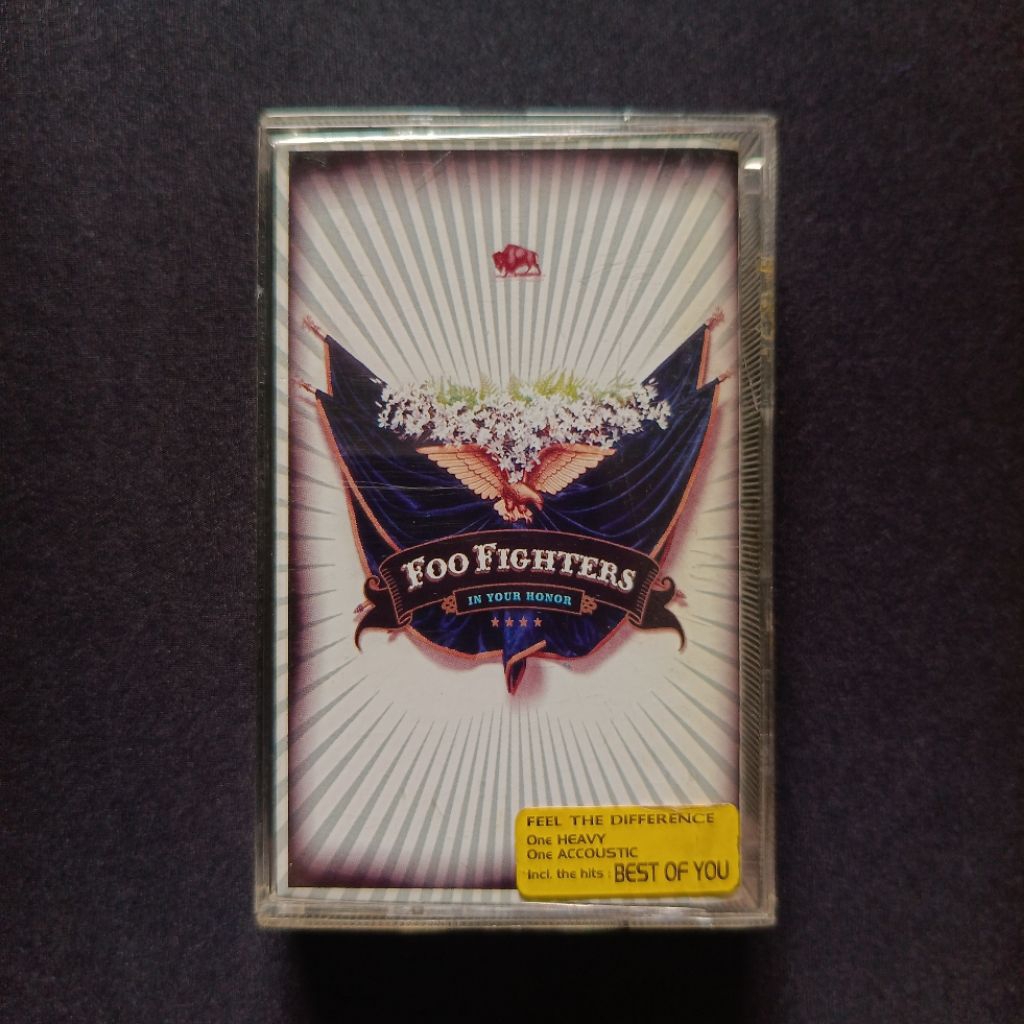 FOO FIGHTERS
IN YOUR HONOR
FEEL THE DIFFERENCE
One HEAVY
One ACCOUSTIC
Incl. the hits : BEST OF YOU